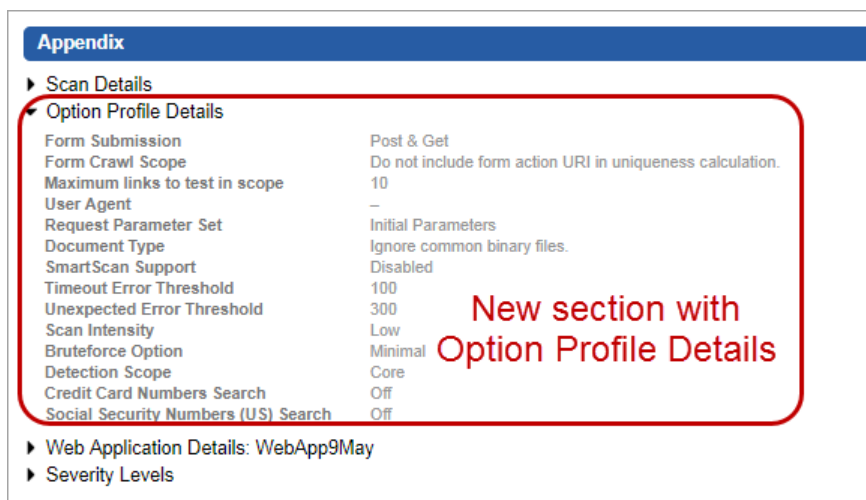 Appendix
Scan Details
Option Profile Details
Form Submission Post & Get
Form Crawl Scope Do not include form action URI in uniqueness calculation.
Maximum links to test in scope 10
User Agent –
Request Parameter Set Initial Parameters
Document Type Ignore common binary files.
SmartScan Support Disabled
Timeout Error Threshold 100
Unexpected Error Threshold 300
Scan Intensity Low
Bruteforce Option Minimal
Detection Scope Core
Credit Card Numbers Search Off
Social Security Numbers (US) Search Off
New section with
Option Profile Details
Web Application Details: WebApp9May
Severity Levels